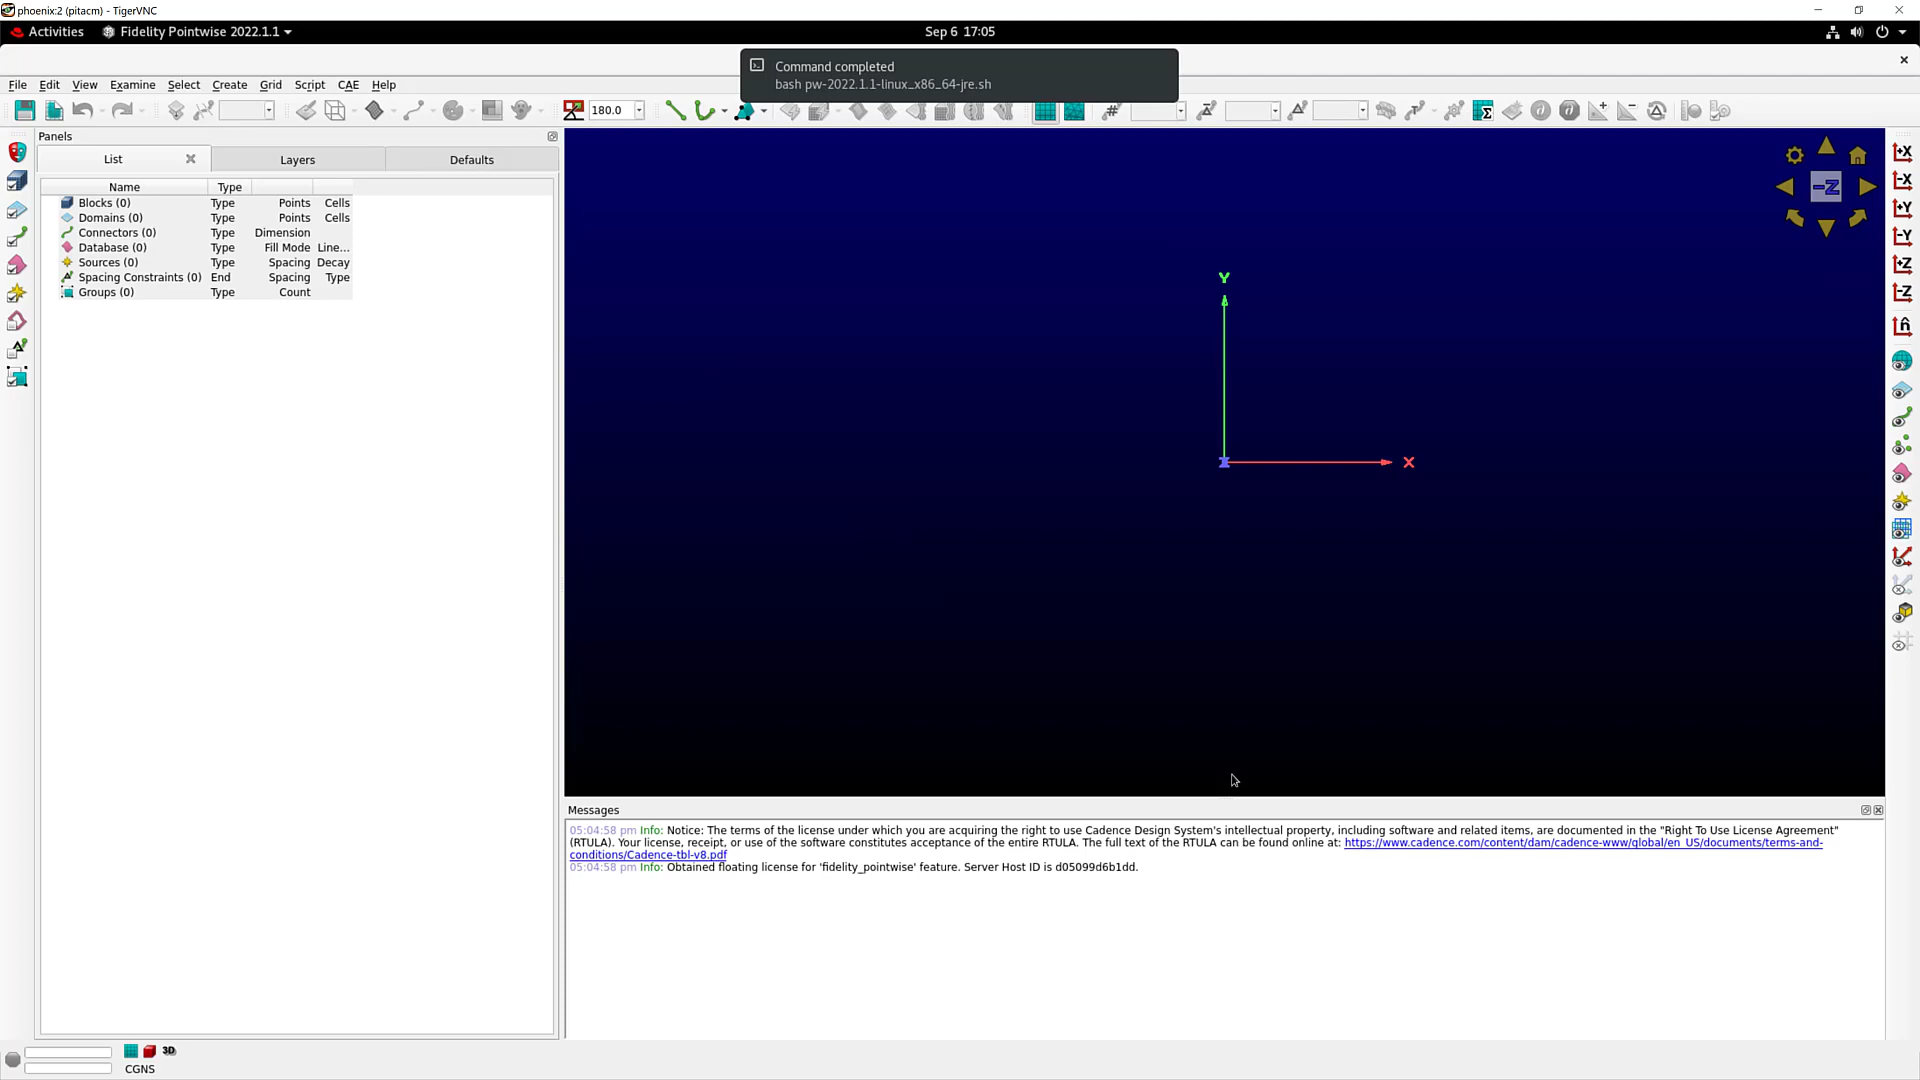 phoenix:2 (pitacm) - TigerVNC
Activities
Fidelity Pointwise 2022.1.1
Sep 6 17:05
Command completed
bash pw-2022.1.1-linux_x86_64-jre.sh
File Edit View Examine Select Create Grid Script CAE Help
180.0
#
Panels
List
Layers
Defaults
Name Type
Blocks (0) Type Points Cells
Domains (0) Type Points Cells
Connectors (0) Type Dimension
Database (0) Type Fill Mode Line...
Sources (0) Type Spacing Decay
Spacing Constraints (0) End Spacing Type
Groups (0) Type Count
-Z
Y
Z
X
+X
-X
+Y
-Y
+Z
-Z
n̂
Messages
05:04:58 pm Info: Notice: The terms of the license under which you are acquiring the right to use Cadence Design System's intellectual property, including software and related items, are documented in the "Right To Use License Agreement"
(RTULA). Your license, receipt, or use of the software constitutes acceptance of the entire RTULA. The full text of the RTULA can be found online at: https://www.cadence.com/content/dam/cadence-www/global/en_US/documents/terms-and-
conditions/Cadence-tbl-v8.pdf
05:04:58 pm Info: Obtained floating license for 'fidelity_pointwise' feature. Server Host ID is d05099d6b1dd.
3D
CGNS